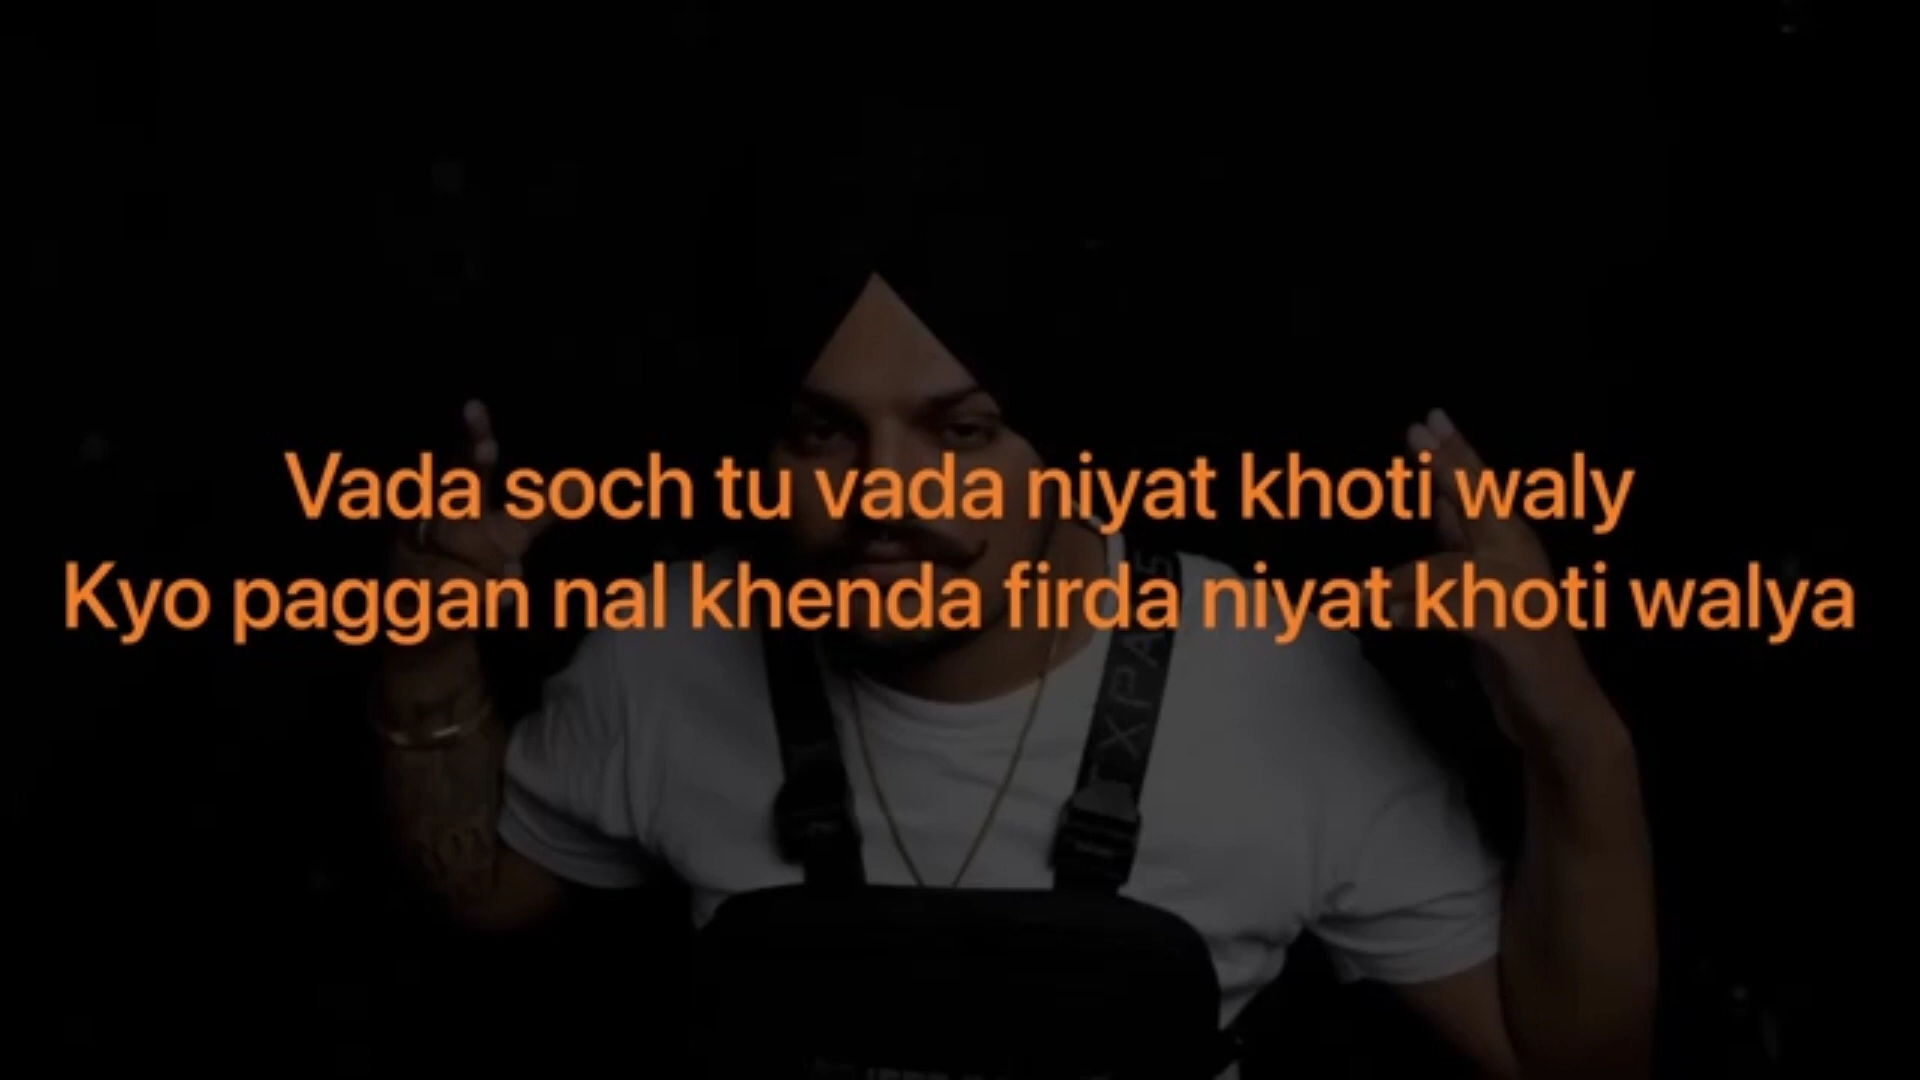 Vada soch tu vada niyat khoti waly
Kyo paggan nal khenda firda niyat khoti walya